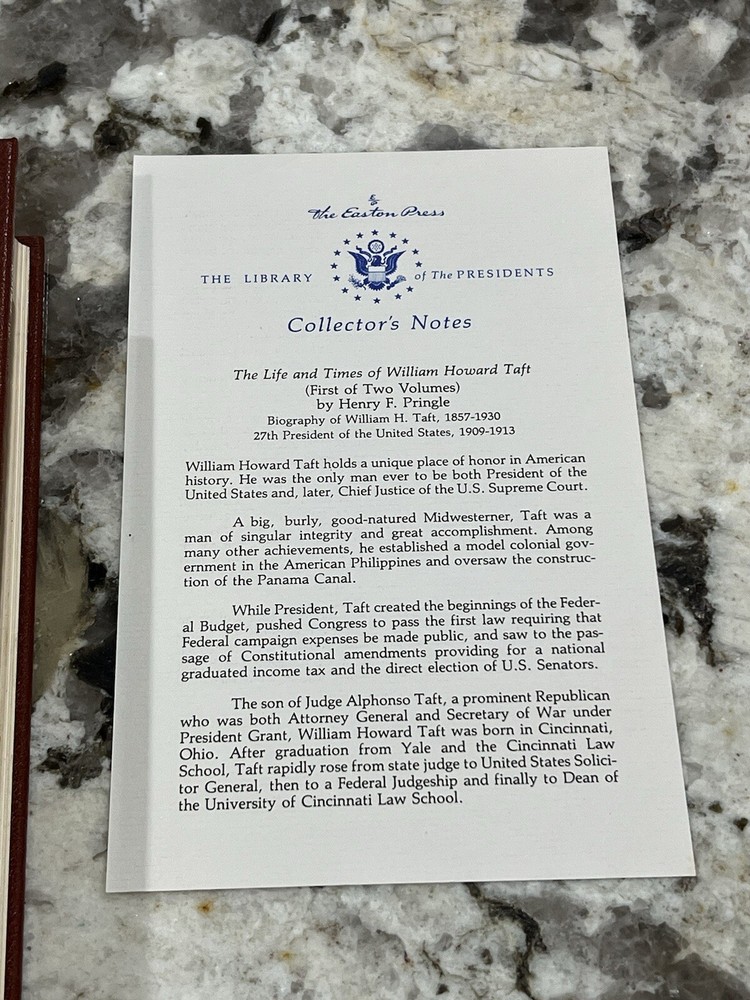 The Easton Press
THE LIBRARY of The PRESIDENTS
Collector's Notes
The Life and Times of William Howard Taft
(First of Two Volumes)
by Henry F. Pringle
Biography of William H. Taft, 1857-1930
27th President of the United States, 1909-1913
William Howard Taft holds a unique place of honor in American
history. He was the only man ever to be both President of the
United States and, later, Chief Justice of the U.S. Supreme Court.
A big, burly, good-natured Midwesterner, Taft was a
man of singular integrity and great accomplishment. Among
many other achievements, he established a model colonial gov-
ernment in the American Philippines and oversaw the construc-
tion of the Panama Canal.
While President, Taft created the beginnings of the Feder-
al Budget, pushed Congress to pass the first law requiring that
Federal campaign expenses be made public, and saw to the pas-
sage of Constitutional amendments providing for a national
graduated income tax and the direct election of U.S. Senators.
The son of Judge Alphonso Taft, a prominent Republican
who was both Attorney General and Secretary of War under
President Grant, William Howard Taft was born in Cincinnati,
Ohio. After graduation from Yale and the Cincinnati Law
School, Taft rapidly rose from state judge to United States Solici-
tor General, then to a Federal Judgeship and finally to Dean of
the University of Cincinnati Law School.